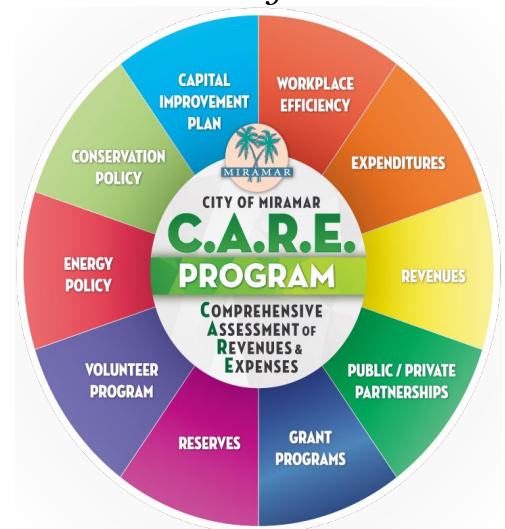 CAPITAL
IMPROVEMENT
PLAN
WORKPLACE
EFFICIENCY
EXPENDITURES
REVENUES
PUBLIC / PRIVATE
PARTNERSHIPS
GRANT
PROGRAMS
RESERVES
VOLUNTEER
PROGRAM
ENERGY
POLICY
CONSERVATION
POLICY
MIRAMAR
CITY OF MIRAMAR
C.A.R.E.
PROGRAM
COMPREHENSIVE
ASSESSMENT OF
REVENUES &
EXPENSES